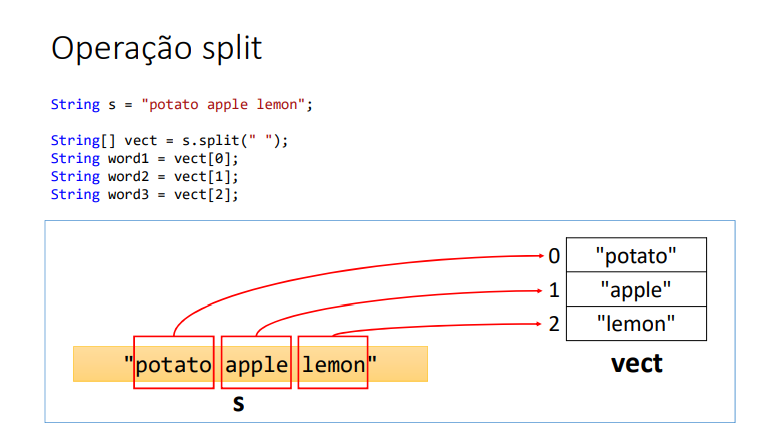 Operação split
String s = "potato apple lemon";
String[] vect = s.split(" ");
String word1 = vect[0];
String word2 = vect[1];
String word3 = vect[2];
0 "potato"
1 "apple"
2 "lemon"
vect
"potato apple lemon"
s